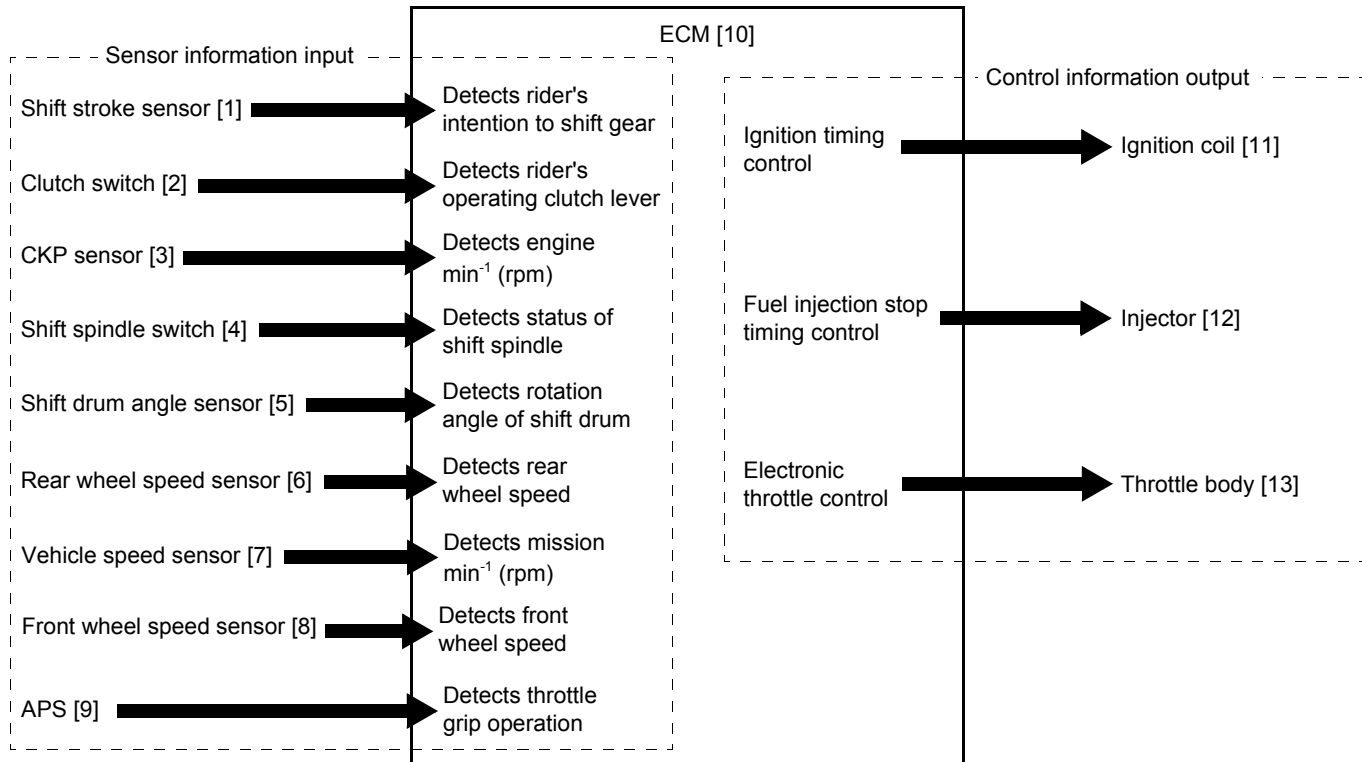 ECM [10]
Sensor information input
Shift stroke sensor [1]
Detects rider's
intention to shift gear
Clutch switch [2]
Detects rider's
operating clutch lever
CKP sensor [3]
Detects engine
min⁻¹ (rpm)
Shift spindle switch [4]
Detects status of
shift spindle
Shift drum angle sensor [5]
Detects rotation
angle of shift drum
Rear wheel speed sensor [6]
Detects rear
wheel speed
Vehicle speed sensor [7]
Detects mission
min⁻¹ (rpm)
Front wheel speed sensor [8]
Detects front
wheel speed
APS [9]
Detects throttle
grip operation
Control information output
Ignition timing
control
Ignition coil [11]
Fuel injection stop
timing control
Injector [12]
Electronic
throttle control
Throttle body [13]